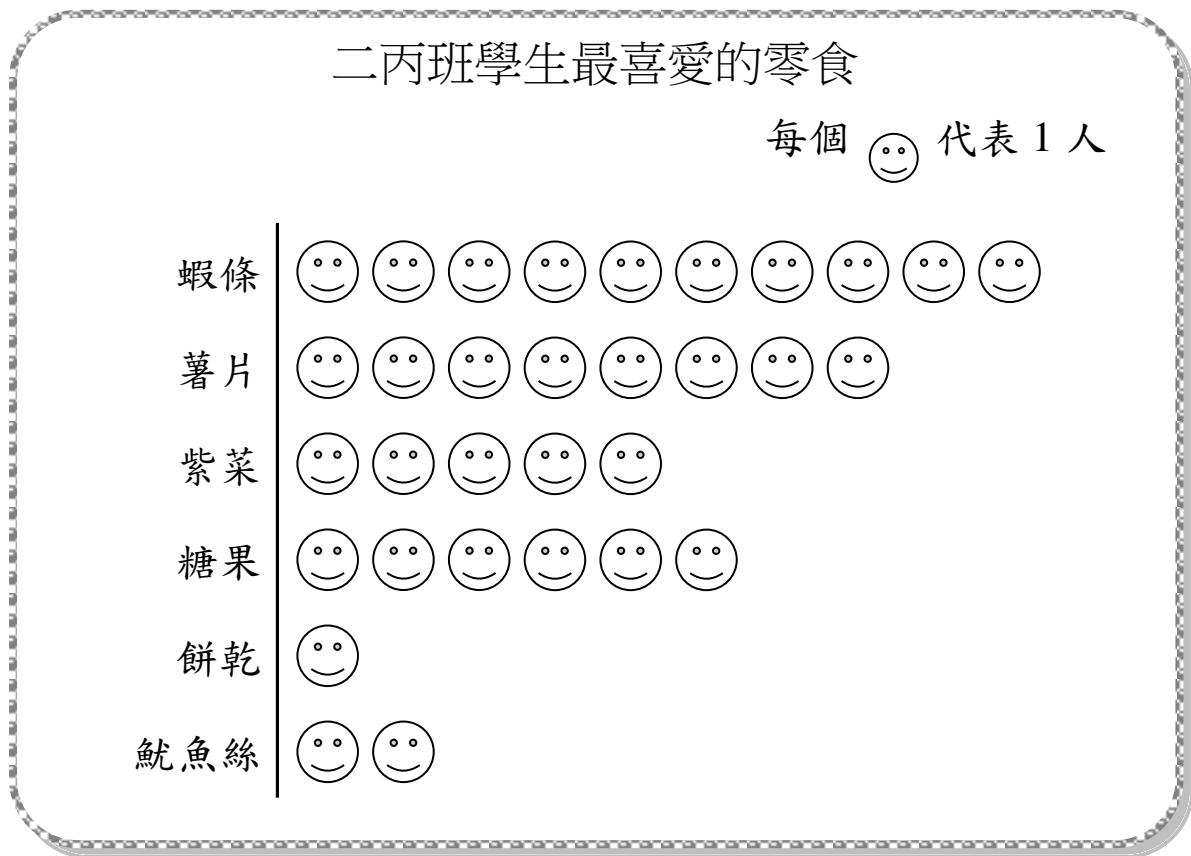 二丙班學生最喜愛的零食
每個 代表 1 人
蝦條
薯片
紫菜
糖果
餅乾
魷魚絲